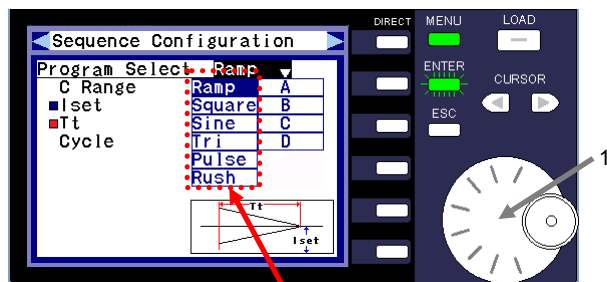 DIRECT MENU LOAD
Sequence Configuration
Program Select Ramp
ENTER
CURSOR
C Range Ramp A
Iset Square B
ESC
Tt Sine C
Cycle Tri D
Pulse
Rush
1
Tt
Iset